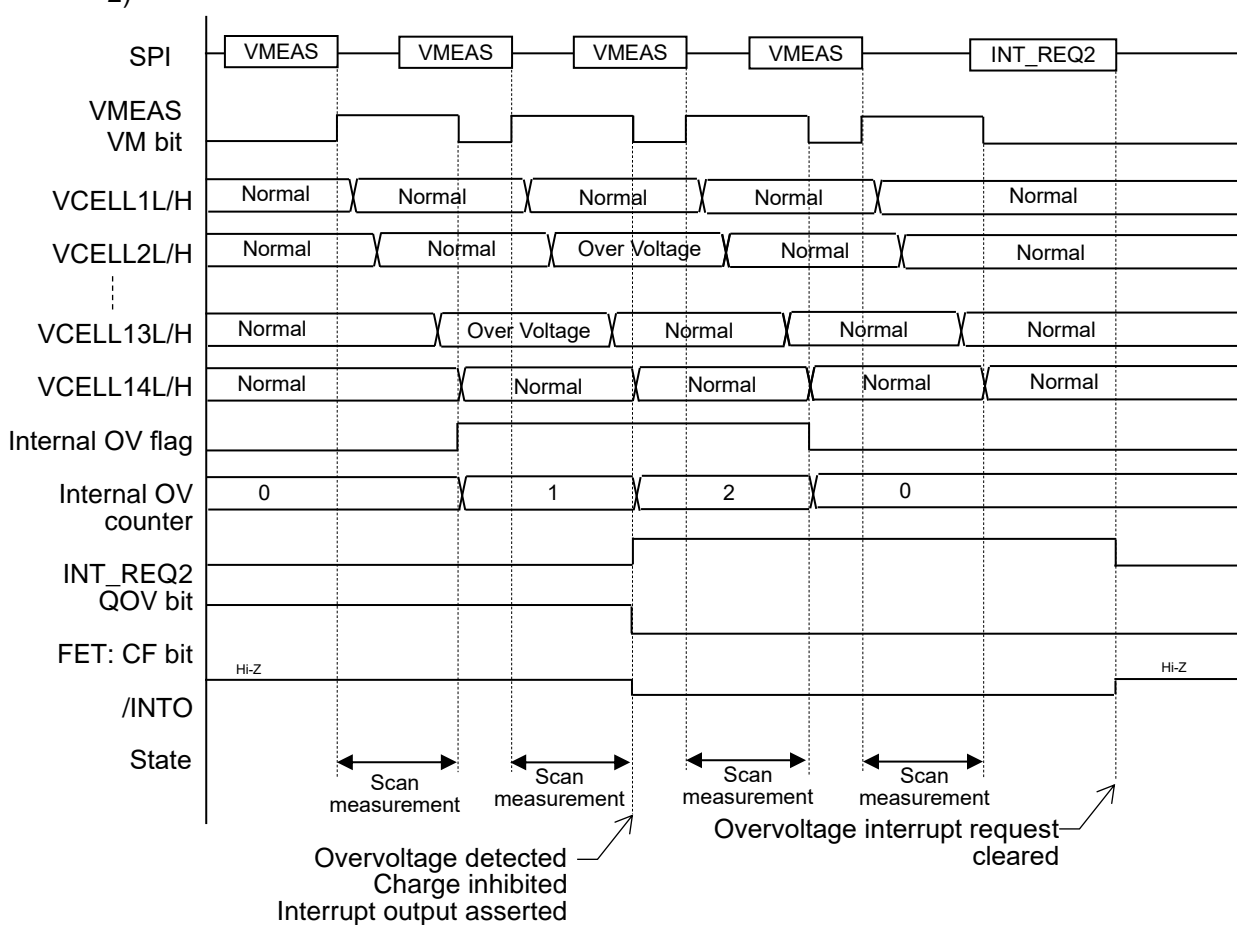 2)
SPI VMEAS VMEAS VMEAS VMEAS INT_REQ2
VMEAS
VM bit
VCELL1L/H Normal Normal Normal Normal Normal
VCELL2L/H Normal Normal Over Voltage Normal Normal
VCELL13L/H Normal Over Voltage Normal Normal Normal
VCELL14L/H Normal Normal Normal Normal Normal
Internal OV flag
Internal OV
counter
0 1 2 0
INT_REQ2
QOV bit
FET: CF bit
Hi-Z Hi-Z
/INTO
State
Scan
measurement
Scan
measurement
Scan
measurement
Scan
measurement
Overvoltage detected
Charge inhibited
Interrupt output asserted
Overvoltage interrupt request
cleared